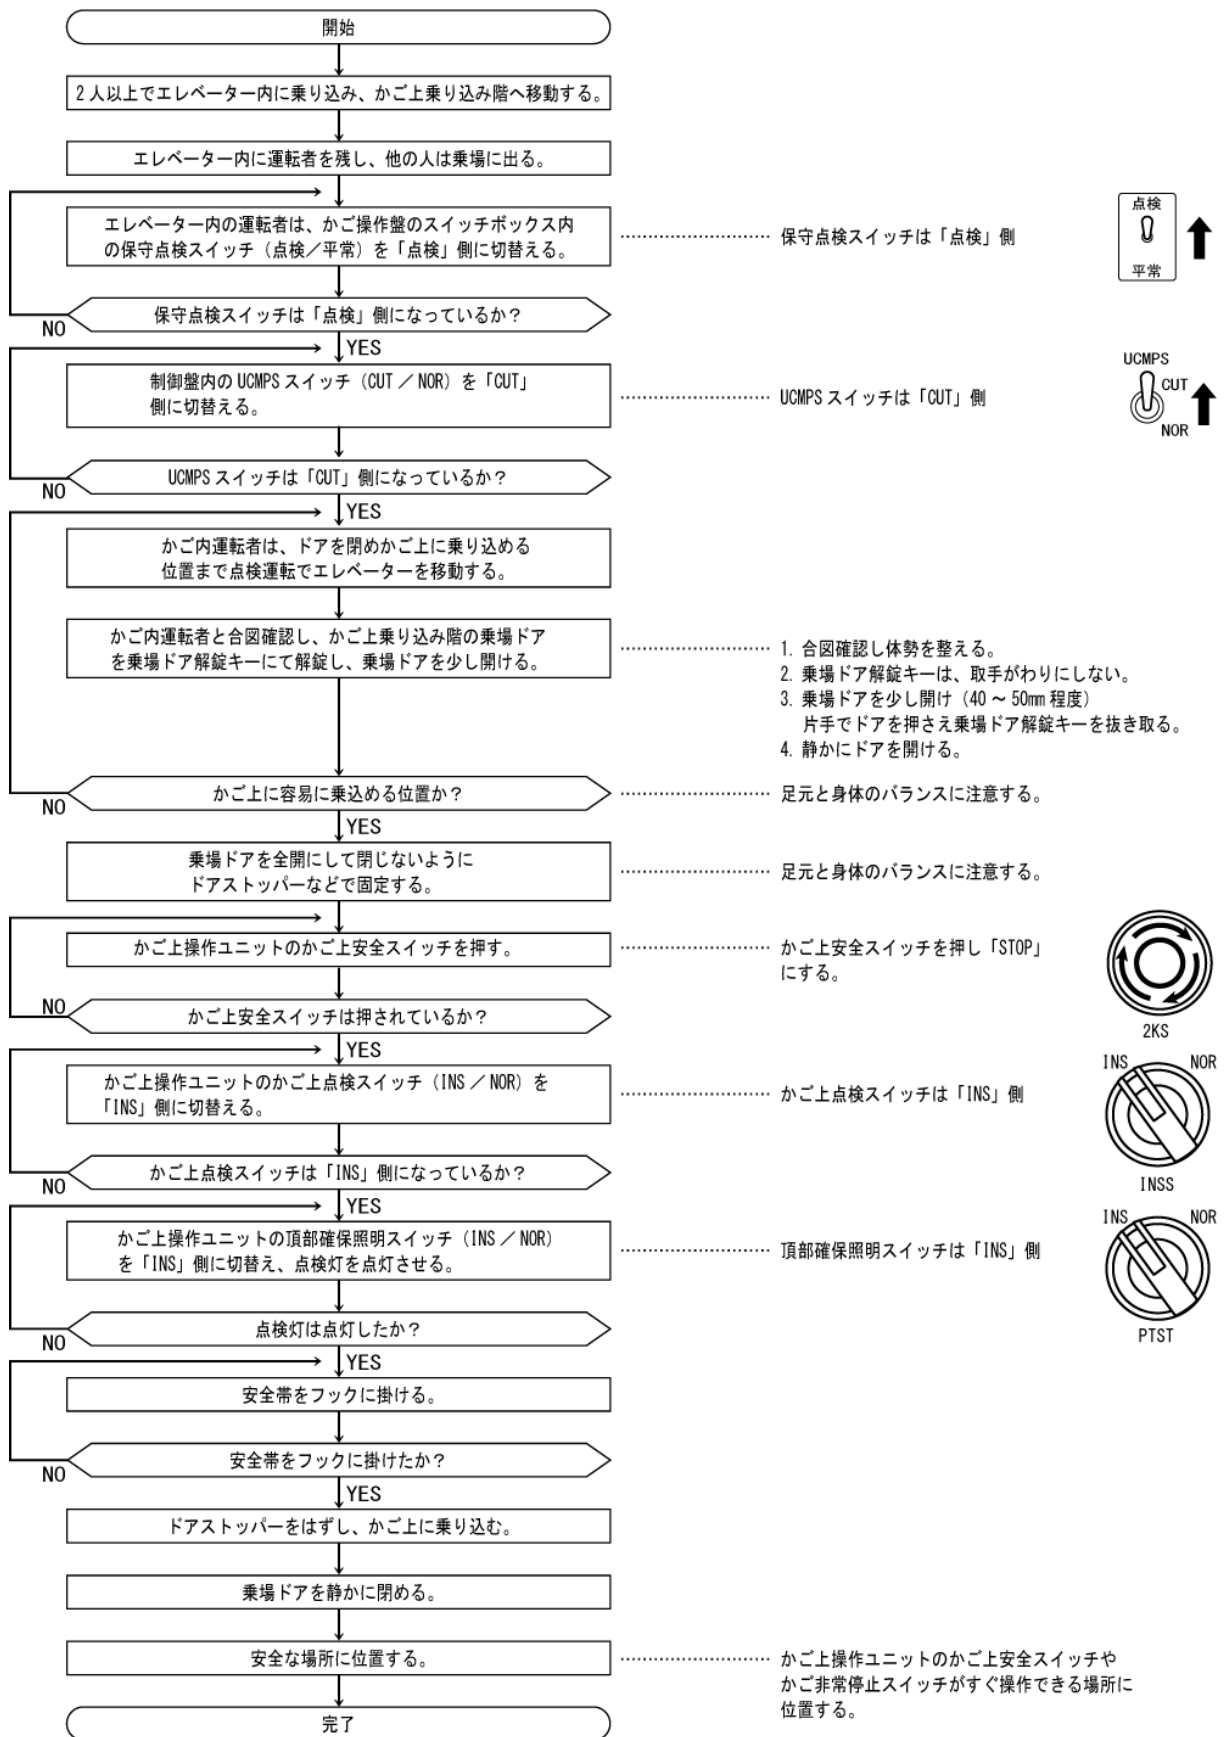 開始
2人以上でエレベーター内に乗り込み、かご上乗り込み階へ移動する。
エレベーター内に運転者を残し、他の人は乗場に出る。
エレベーター内の運転者は、かご操作盤のスイッチボックス内
の保守点検スイッチ（点検／平常）を「点検」側に切替える。
保守点検スイッチは「点検」側
点検
平常
保守点検スイッチは「点検」側になっているか？
NO
YES
制御盤内の UCMPS スイッチ（CUT ／ NOR）を「CUT」
側に切替える。
UCMPS スイッチは「CUT」側
UCMPS
CUT
NOR
UCMPS スイッチは「CUT」側になっているか？
NO
YES
かご内運転者は、ドアを閉めかご上に乗り込める
位置まで点検運転でエレベーターを移動する。
かご内運転者と合図確認し、かご上乗り込み階の乗場ドア
を乗場ドア解錠キーにて解錠し、乗場ドアを少し開ける。
1. 合図確認し体勢を整える。
2. 乗場ドア解錠キーは、取手がわりにしない。
3. 乗場ドアを少し開け（40 ～ 50㎜ 程度）
片手でドアを押さえ乗場ドア解錠キーを抜き取る。
4. 静かにドアを開ける。
かご上に容易に乗込める位置か？
足元と身体のバランスに注意する。
NO
YES
乗場ドアを全開にして閉じないように
ドアストッパーなどで固定する。
足元と身体のバランスに注意する。
かご上操作ユニットのかご上安全スイッチを押す。
かご上安全スイッチを押し「STOP」
にする。
2KS
NO
かご上安全スイッチは押されているか？
YES
かご上操作ユニットのかご上点検スイッチ（INS ／ NOR）を
「INS」側に切替える。
かご上点検スイッチは「INS」側
INS
NOR
INSS
かご上点検スイッチは「INS」側になっているか？
NO
YES
かご上操作ユニットの頂部確保照明スイッチ（INS ／ NOR）
を「INS」側に切替え、点検灯を点灯させる。
頂部確保照明スイッチは「INS」側
INS
NOR
PTST
点検灯は点灯したか？
NO
YES
安全帯をフックに掛ける。
安全帯をフックに掛けたか？
NO
YES
ドアストッパーをはずし、かご上に乗り込む。
乗場ドアを静かに閉める。
安全な場所に位置する。
かご上操作ユニットのかご上安全スイッチや
かご非常停止スイッチがすぐ操作できる場所に
位置する。
完了